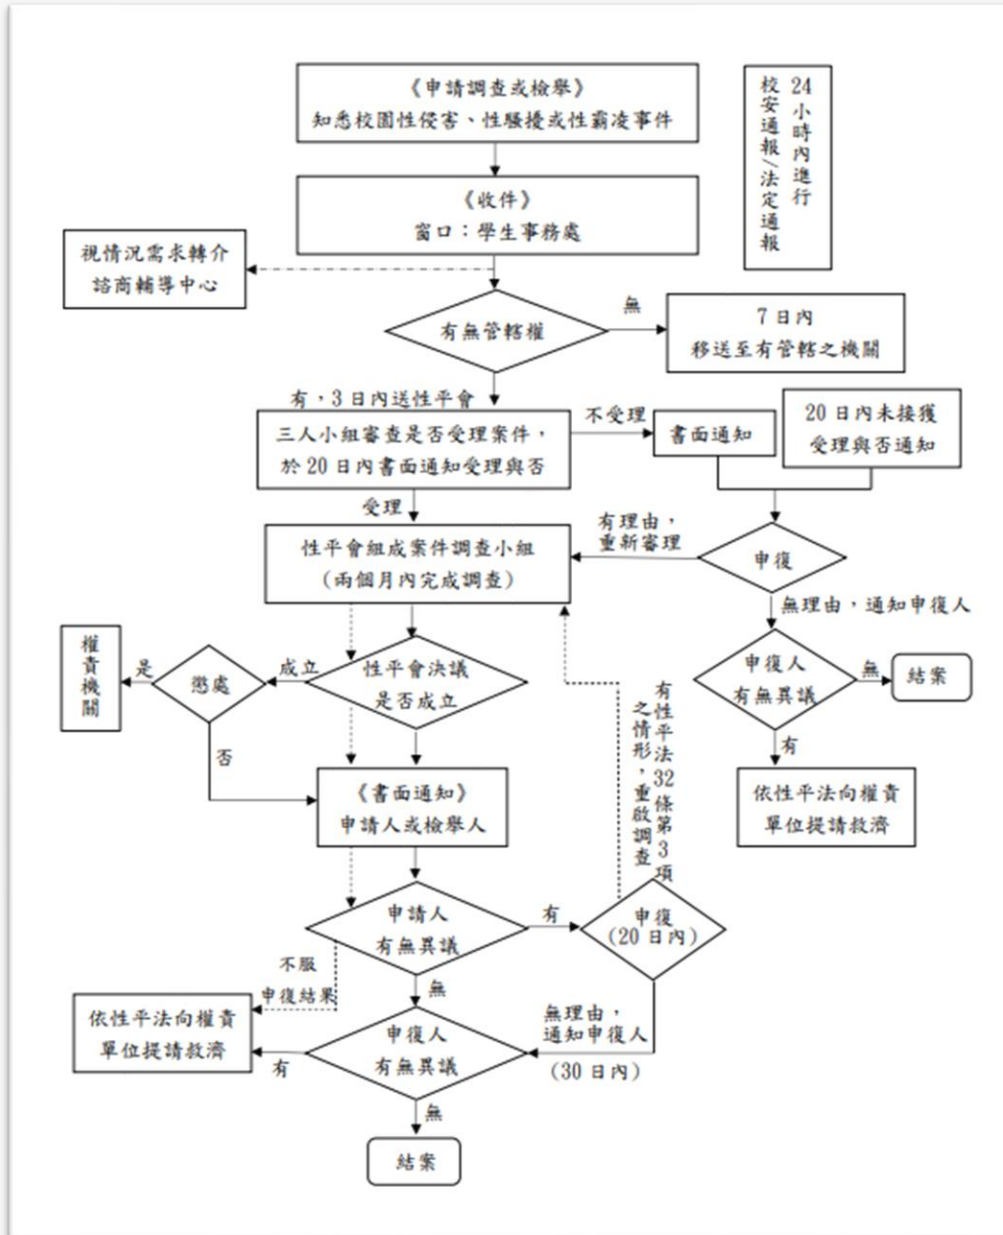 《申請調查或檢舉》
知悉校園性侵害、性騷擾或性霸凌事件
24小時內進行
校安通報/法定通報
《收件》
窗口：學生事務處
視情況需求轉介
諮商輔導中心
有無管轄權
無
7 日內
移送至有管轄之機關
有，3 日內送性平會
三人小組審查是否受理案件，
於 20 日內書面通知受理與否
不受理
書面通知
20 日內未接獲
受理與否通知
受理
性平會組成案件調查小組
(兩個月內完成調查)
有理由，
重新審理
申復
無理由，通知申復人
權責機關
是
懲處
成立
性平會決議
是否成立
申復人
有無異議
無
結案
否
有
有性平法32條第3項
之情形，重啟調查
《書面通知》
申請人或檢舉人
依性平法向權責
單位提請救濟
申請人
有無異議
有
申復
(20 日內)
不服
申復結果
無
依性平法向權責
單位提請救濟
申復人
有無異議
有
無理由，
通知申復人
(30 日內)
無
結案